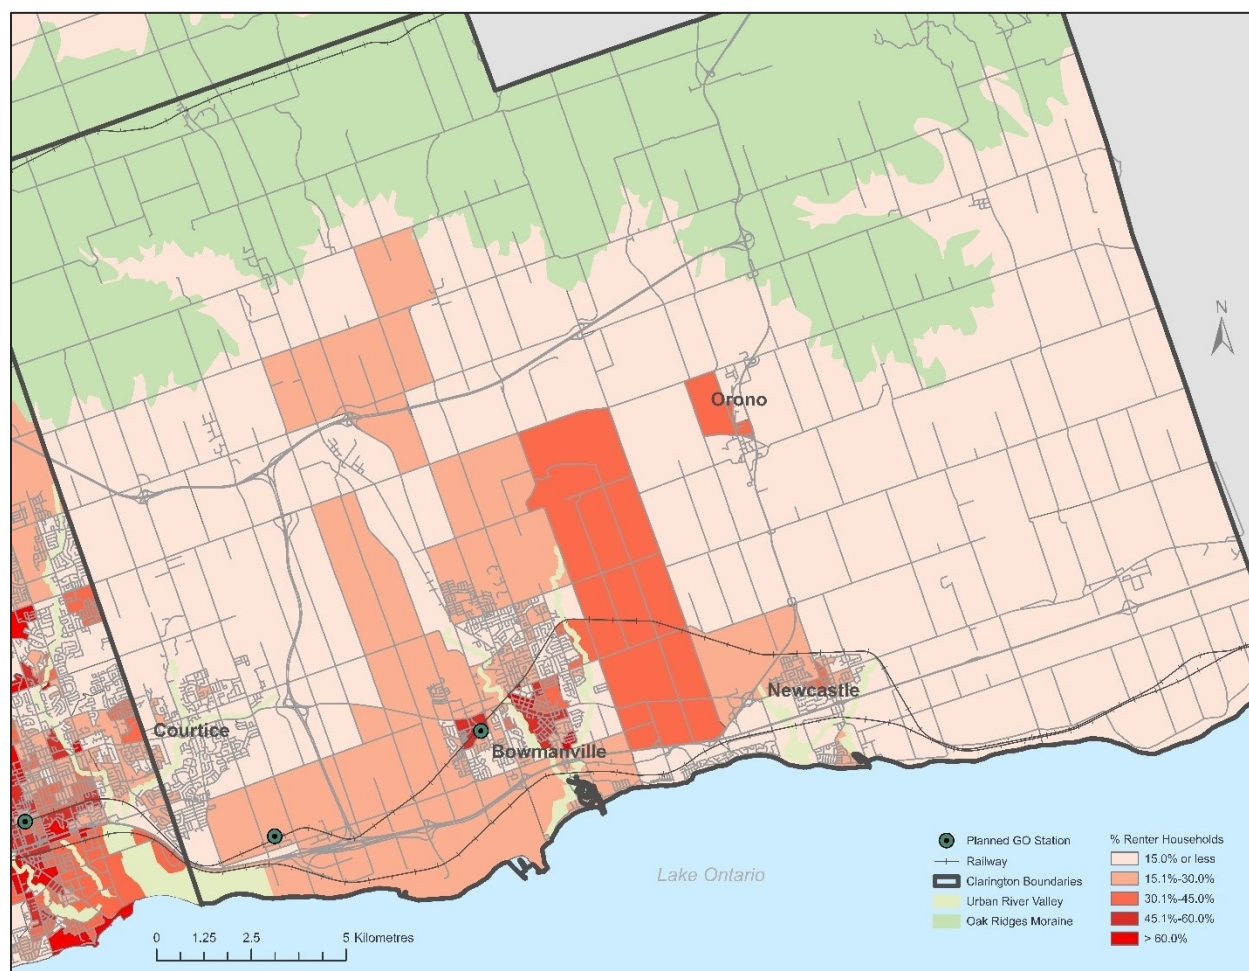 N
Orono
Newcastle
Courtice
Bowmanville
Lake Ontario
Planned GO Station
Railway
Clarington Boundaries
Urban River Valley
Oak Ridges Moraine
% Renter Households
15.0% or less
15.1%-30.0%
30.1%-45.0%
45.1%-60.0%
> 60.0%
0 1.25 2.5 5 Kilometres